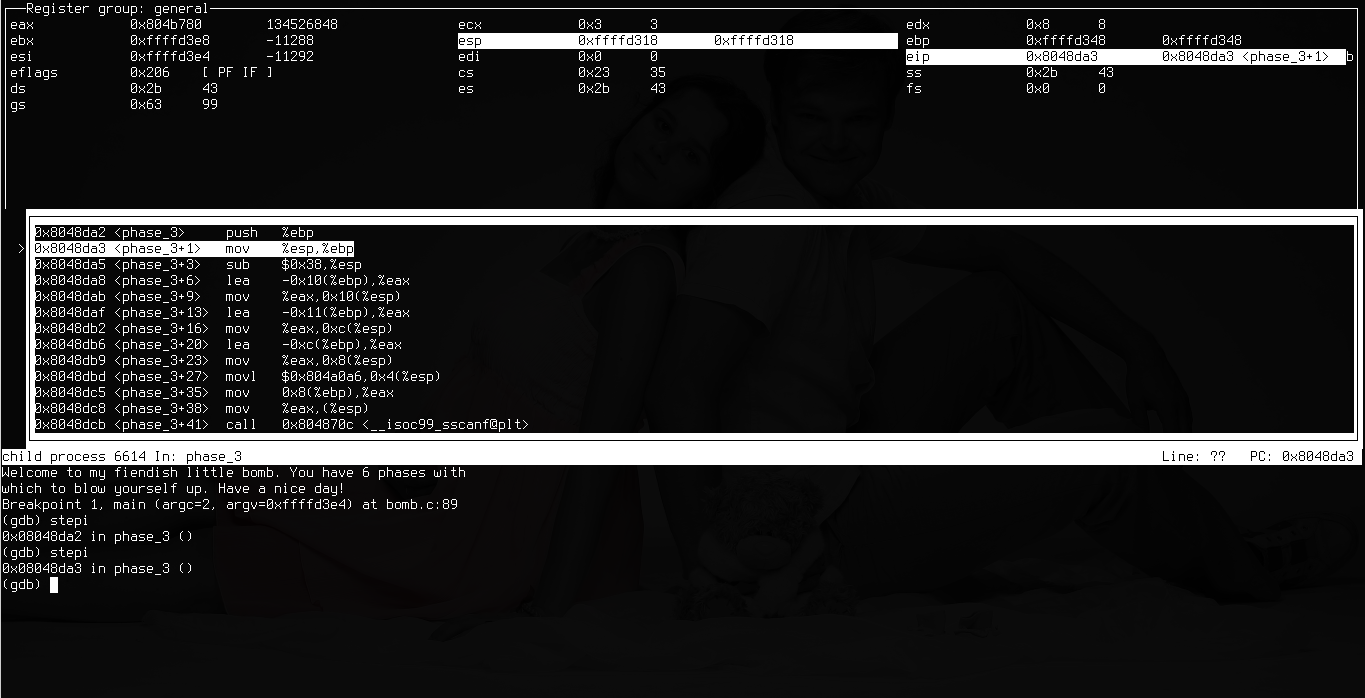 Register group: general
eax 0x804b780 134526848 ecx 0x3 3 edx 0x8 8
ebx 0xffffd3e8 -11288 esp 0xffffd318 0xffffd318 ebp 0xffffd348 0xffffd348
esi 0xffffd3e4 -11292 edi 0x0 0 eip 0x8048da3 0x8048da3 <phase_3+1> b
eflags 0x206 [ PF IF ] cs 0x23 35 ss 0x2b 43
ds 0x2b 43 es 0x2b 43 fs 0x0 0
gs 0x63 99
0x8048da2 <phase_3> push %ebp
> 0x8048da3 <phase_3+1> mov %esp,%ebp
0x8048da5 <phase_3+3> sub $0x38,%esp
0x8048da8 <phase_3+6> lea -0x10(%ebp),%eax
0x8048dab <phase_3+9> mov %eax,0x10(%esp)
0x8048daf <phase_3+13> lea -0x11(%ebp),%eax
0x8048db2 <phase_3+16> mov %eax,0xc(%esp)
0x8048db6 <phase_3+20> lea -0xc(%ebp),%eax
0x8048db9 <phase_3+23> mov %eax,0x8(%esp)
0x8048dbd <phase_3+27> movl $0x804a0a6,0x4(%esp)
0x8048dc5 <phase_3+35> mov 0x8(%ebp),%eax
0x8048dc8 <phase_3+38> mov %eax,(%esp)
0x8048dcb <phase_3+41> call 0x804870c <__isoc99_sscanf@plt>
child process 6614 In: phase_3 Line: ?? PC: 0x8048da3
Welcome to my fiendish little bomb. You have 6 phases with
which to blow yourself up. Have a nice day!
Breakpoint 1, main (argc=2, argv=0xffffd3e4) at bomb.c:89
(gdb) stepi
0x08048da2 in phase_3 ()
(gdb) stepi
0x08048da3 in phase_3 ()
(gdb)